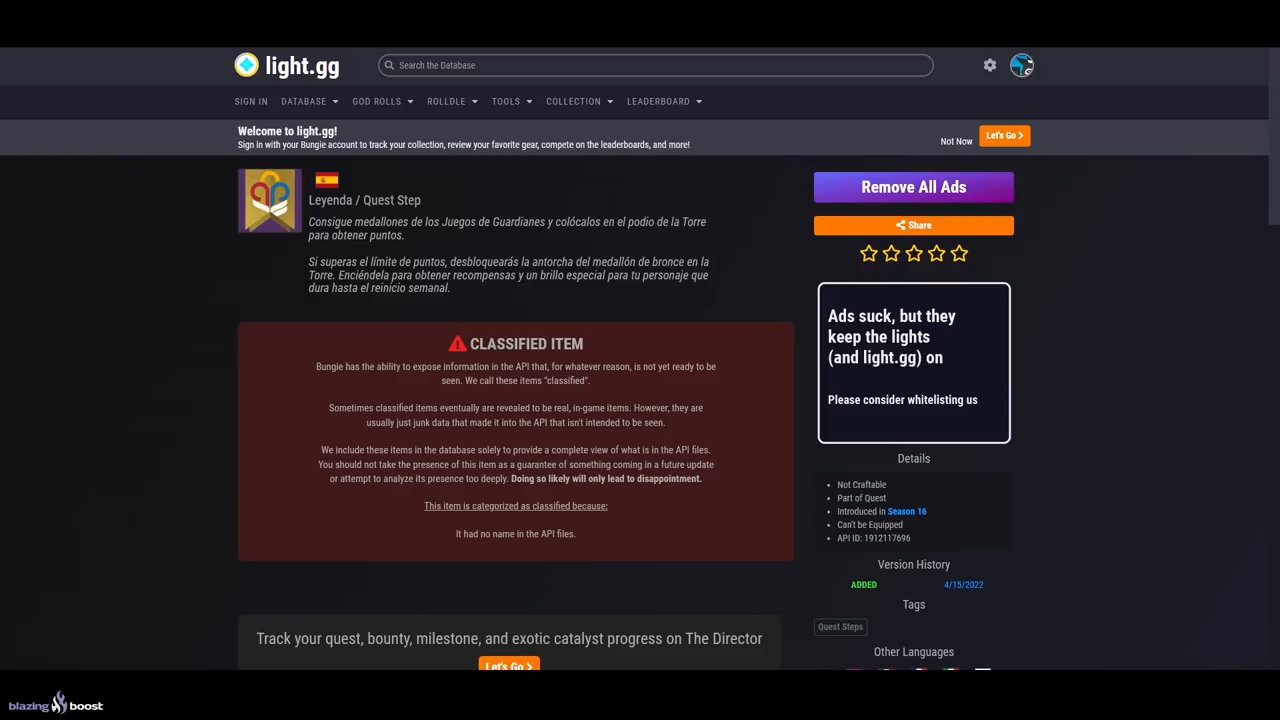 light.gg
Search the Database
SIGN IN DATABASE GOD ROLLS ROLLDLE TOOLS COLLECTION LEADERBOARD
Welcome to light.gg!
Sign in with your Bungie account to track your collection, review your favorite gear, compete on the leaderboards, and more!
Not Now
Let's Go
Leyenda / Quest Step
Consigue medallones de los Juegos de Guardianes y colócalos en el podio de la Torre
para obtener puntos.
Si superas el límite de puntos, desbloquearás la antorcha del medallón de bronce en la
Torre. Enciéndela para obtener recompensas y un brillo especial para tu personaje que
dura hasta el reinicio semanal.
CLASSIFIED ITEM
Bungie has the ability to expose information in the API that, for whatever reason, is not yet ready to be
seen. We call these items "classified".
Sometimes classified items eventually are revealed to be real, in-game items. However, they are
usually just junk data that made it into the API that isn't intended to be seen.
We include these items in the database solely to provide a complete view of what is in the API files.
You should not take the presence of this item as a guarantee of something coming in a future update
or attempt to analyze its presence too deeply. Doing so likely will only lead to disappointment.
This item is categorized as classified because:
It had no name in the API files.
Track your quest, bounty, milestone, and exotic catalyst progress on The Director
Let's Go
Remove All Ads
Share
Ads suck, but they
keep the lights
(and light.gg) on
Please consider whitelisting us
Details
Not Craftable
Part of Quest
Introduced in Season 16
Can't be Equipped
API ID: 1912117696
Version History
ADDED 4/15/2022
Tags
Quest Steps
Other Languages
blazing boost